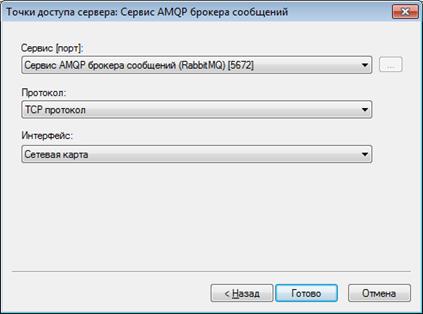 Точки доступа сервера: Сервис AMQP брокера сообщений
Сервис [порт]:
Сервис AMQP брокера сообщений (RabbitMQ) [5672]
...
Протокол:
TCP протокол
Интерфейс:
Сетевая карта
< Назад Готово Отмена